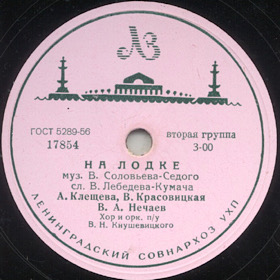 ЛЗ
ГОСТ 5289-56
17854
вторая группа
3-00
НА ЛОДКЕ
муз. В. Соловьева-Седого
сл. В. Лебедева-Кумача
А. Клещева, В. Красовицкая
В. А. Нечаев
Хор и орк. п/у
В. Н. Кнушевицкого
ЛЕНИНГРАДСКИЙ СОВНАРХОЗ УХП